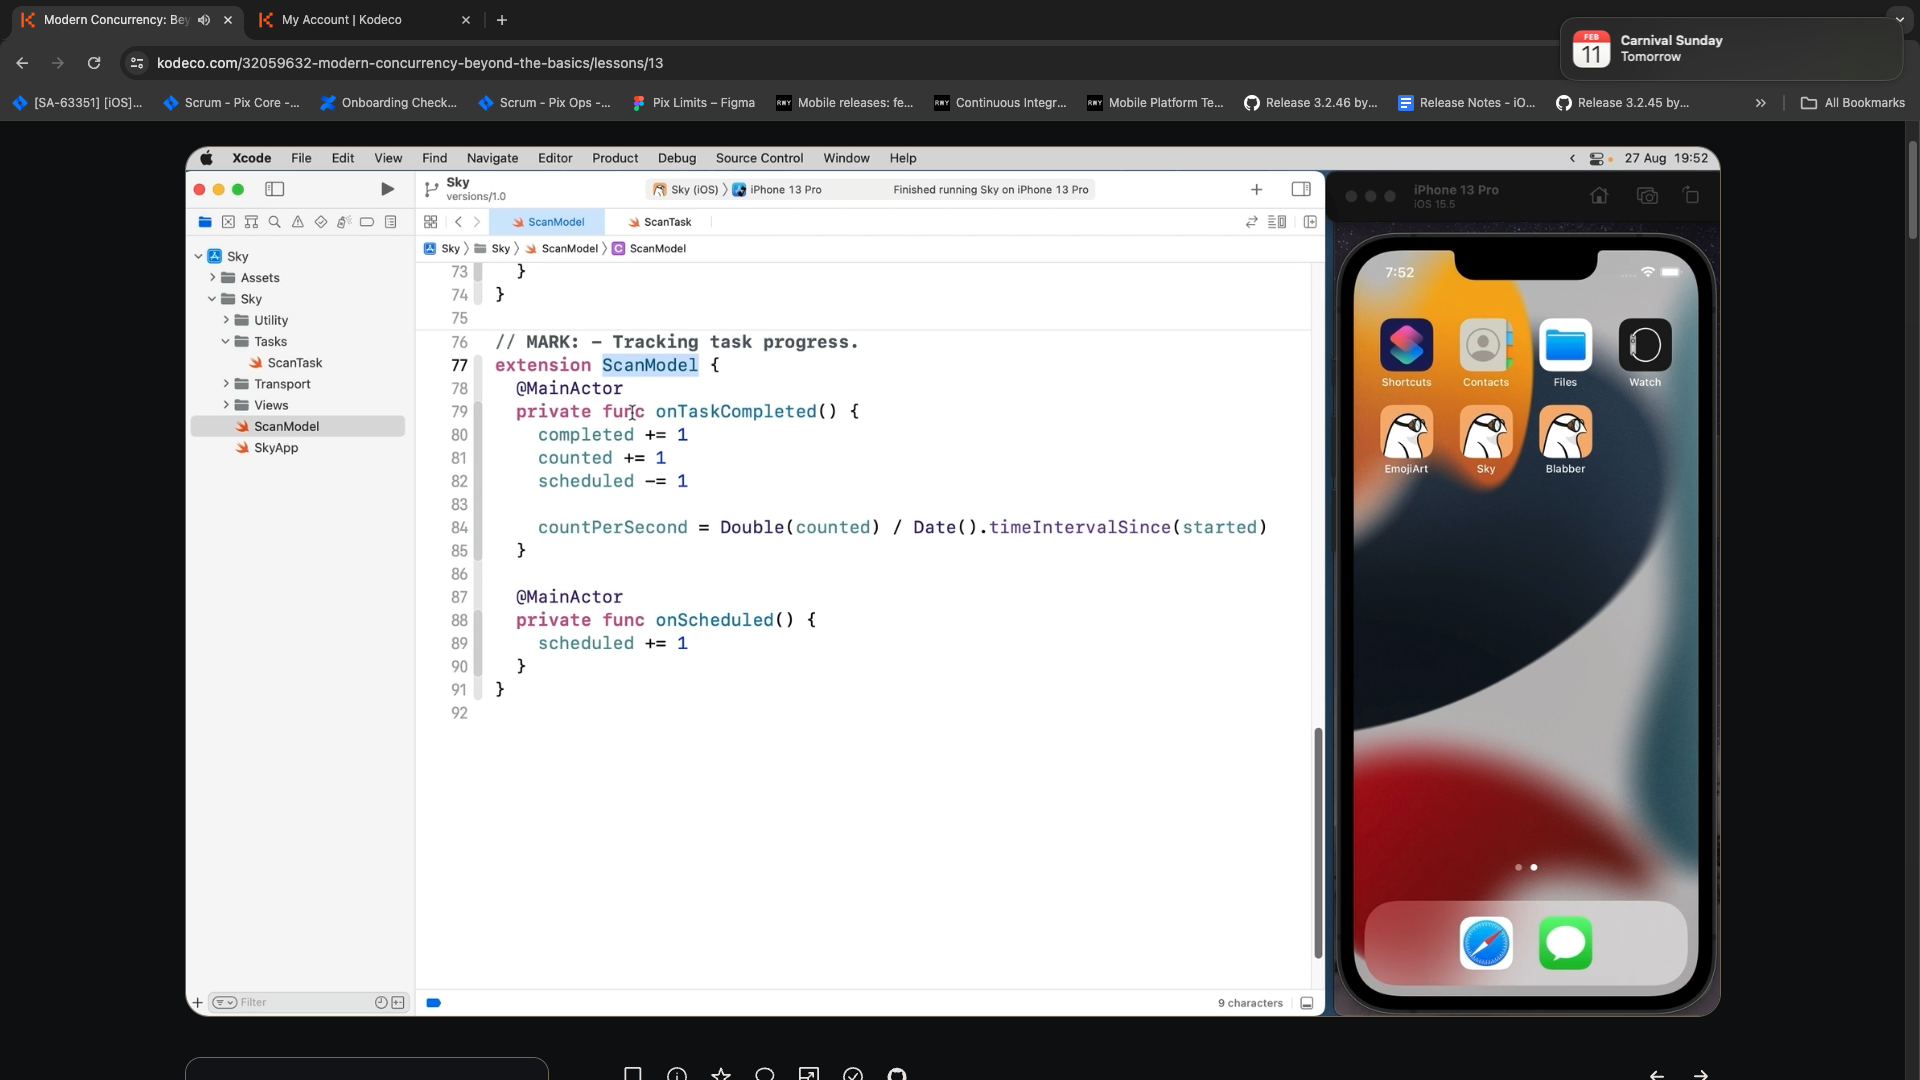 Modern Concurrency: Bey
My Account | Kodeco
FEB
11
Carnival Sunday
Tomorrow
kodeco.com/32059632-modern-concurrency-beyond-the-basics/lessons/13
[SA-63351] [iOS]...
Scrum - Pix Core -...
Onboarding Check...
Scrum - Pix Ops -...
Pix Limits – Figma
RWY
Mobile releases: fe...
RWY
Continuous Integr...
RWY
Mobile Platform Te...
Release 3.2.46 by...
Release Notes - iO...
Release 3.2.45 by...
All Bookmarks
Xcode File Edit View Find Navigate Editor Product Debug Source Control Window Help
27 Aug 19:52
Sky
versions/1.0
Sky (iOS) 〉 iPhone 13 Pro
Finished running Sky on iPhone 13 Pro
iPhone 13 Pro
iOS 15.5
ScanModel
ScanTask
Sky 〉 Sky 〉 ScanModel 〉 C ScanModel
Sky
Assets
Sky
Utility
Tasks
ScanTask
Transport
Views
ScanModel
SkyApp
73 }
74 }
75
76 // MARK: - Tracking task progress.
77 extension ScanModel {
78 @MainActor
79 private func onTaskCompleted() {
80 completed += 1
81 counted += 1
82 scheduled -= 1
83
84 countPerSecond = Double(counted) / Date().timeIntervalSince(started)
85 }
86
87 @MainActor
88 private func onScheduled() {
89 scheduled += 1
90 }
91 }
92
7:52
Shortcuts
Contacts
Files
Watch
EmojiArt
Sky
Blabber
Filter
9 characters